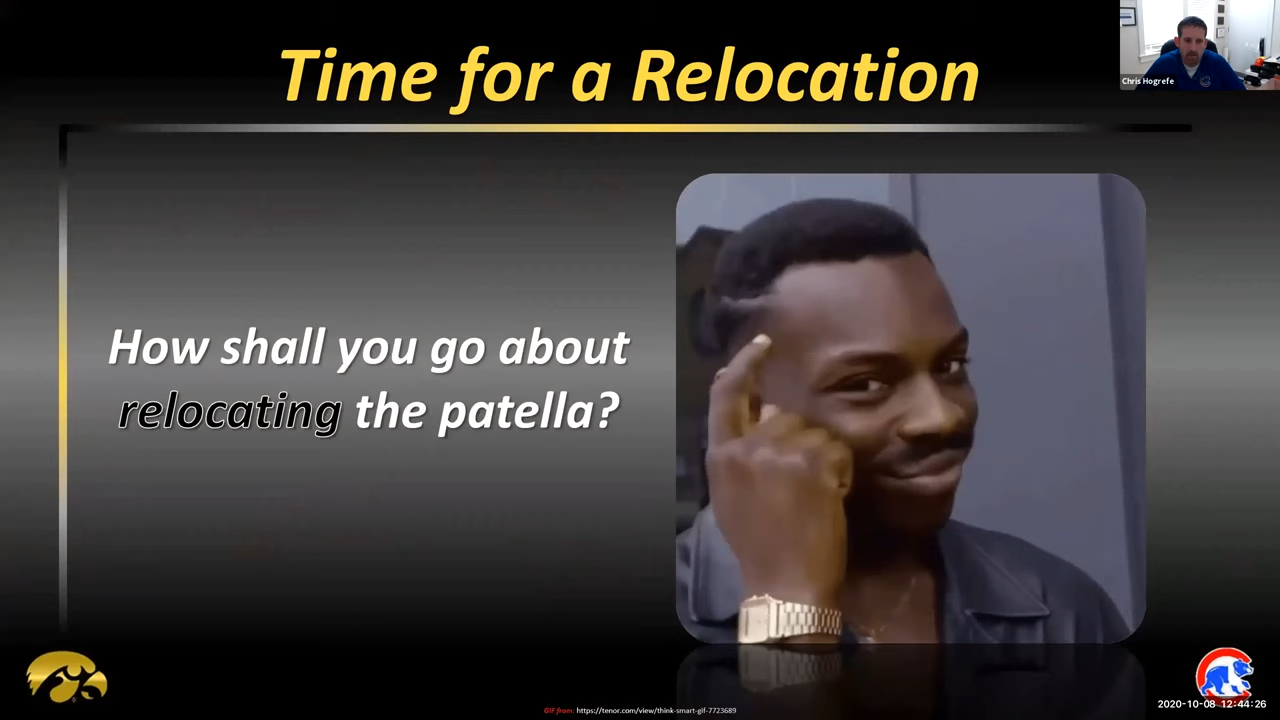 Time for a Relocation
Chris Hogrefe
How shall you go about
relocating the patella?
GIF from: https://tenor.com/view/think-smart-gif-7723689
2020-10-08 12:44:26